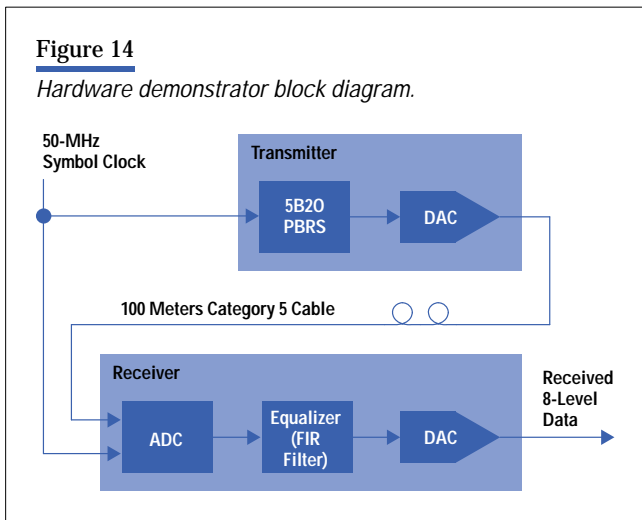 Figure 14
Hardware demonstrator block diagram.
50-MHz
Symbol Clock
Transmitter
5B2O
PBRS
DAC
100 Meters Category 5 Cable
Receiver
ADC
Equalizer
(FIR
Filter)
DAC
Received
8-Level
Data